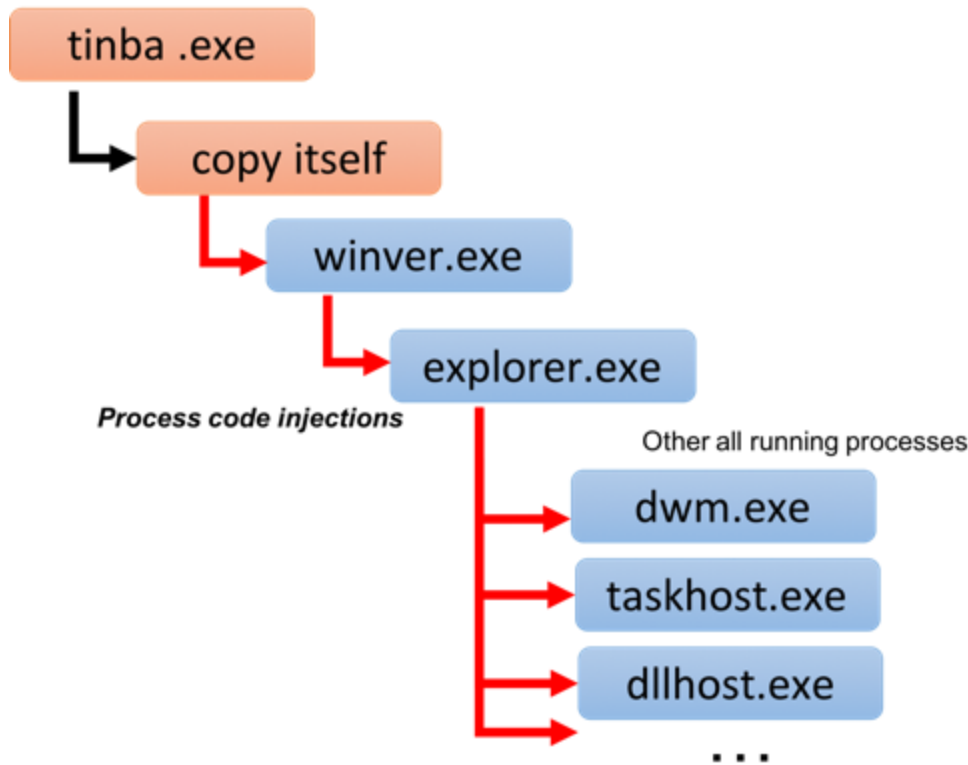 tinba .exe
copy itself
winver.exe
explorer.exe
Process code injections
Other all running processes
dwm.exe
taskhost.exe
dllhost.exe
...